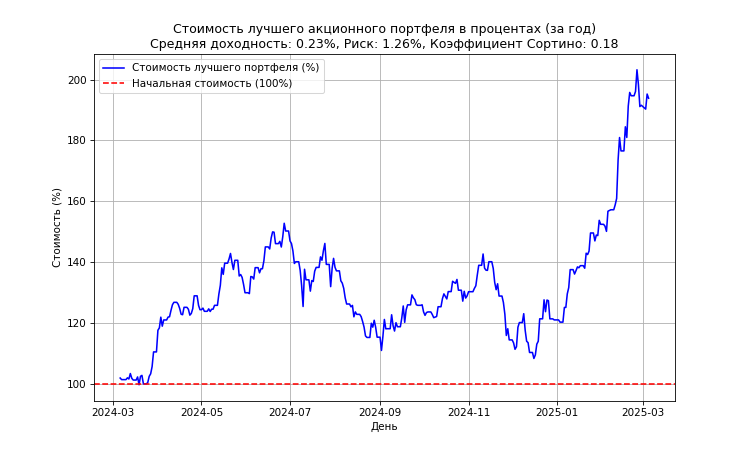 Стоимость лучшего акционного портфеля в процентах (за год)
Средняя доходность: 0.23%, Риск: 1.26%, Коэффициент Сортино: 0.18
Стоимость лучшего портфеля (%)
Начальная стоимость (100%)
Стоимость (%)
200
180
160
140
120
100
2024-03 2024-05 2024-07 2024-09 2024-11 2025-01 2025-03
День